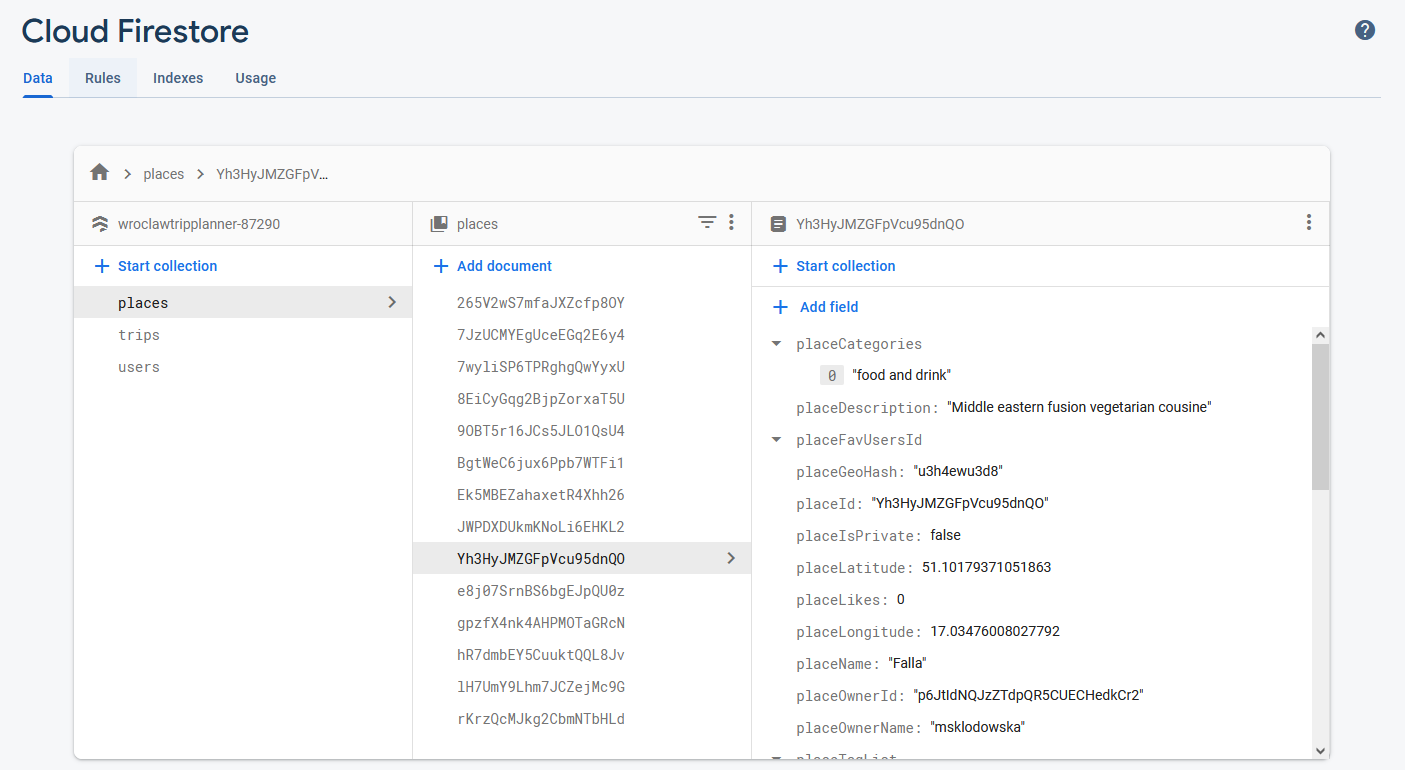 Cloud Firestore
Data Rules Indexes Usage
places Yh3HyJMZGFpV...
wroclawtripplanner-87290
Start collection
places
trips
users
places
Add document
265V2wS7mfaJXZcfp8OY
7JzUCMYEgUceEGq2E6y4
7wyliSP6TPRghgQwYyxU
8EiCyGqg2BjpZorxaT5U
9OBT5r16JCs5JLO1QsU4
BgtWeC6jux6Ppb7WTFi1
Ek5MBEZahaxetR4Xhh26
JWPDXDUkmKNoLi6EHKL2
Yh3HyJMZGFpVcu95dnQO
e8j07SrnBS6bgEJpQU0z
gpzfX4nk4AHPMOTaGRcN
hR7dmbEY5CuuktQQL8Jv
lH7UmY9Lhm7JCZejMc9G
rKrzQcMJkg2CbmNTbHLd
Yh3HyJMZGFpVcu95dnQO
Start collection
Add field
placeCategories
0 "food and drink"
placeDescription: "Middle eastern fusion vegetarian cousine"
placeFavUsersId
placeGeoHash: "u3h4ewu3d8"
placeId: "Yh3HyJMZGFpVcu95dnQO"
placeIsPrivate: false
placeLatitude: 51.10179371051863
placeLikes: 0
placeLongitude: 17.03476008027792
placeName: "Falla"
placeOwnerId: "p6JtIdNQJzZTdpQR5CUECHedkCr2"
placeOwnerName: "msklodowska"
placeTagList